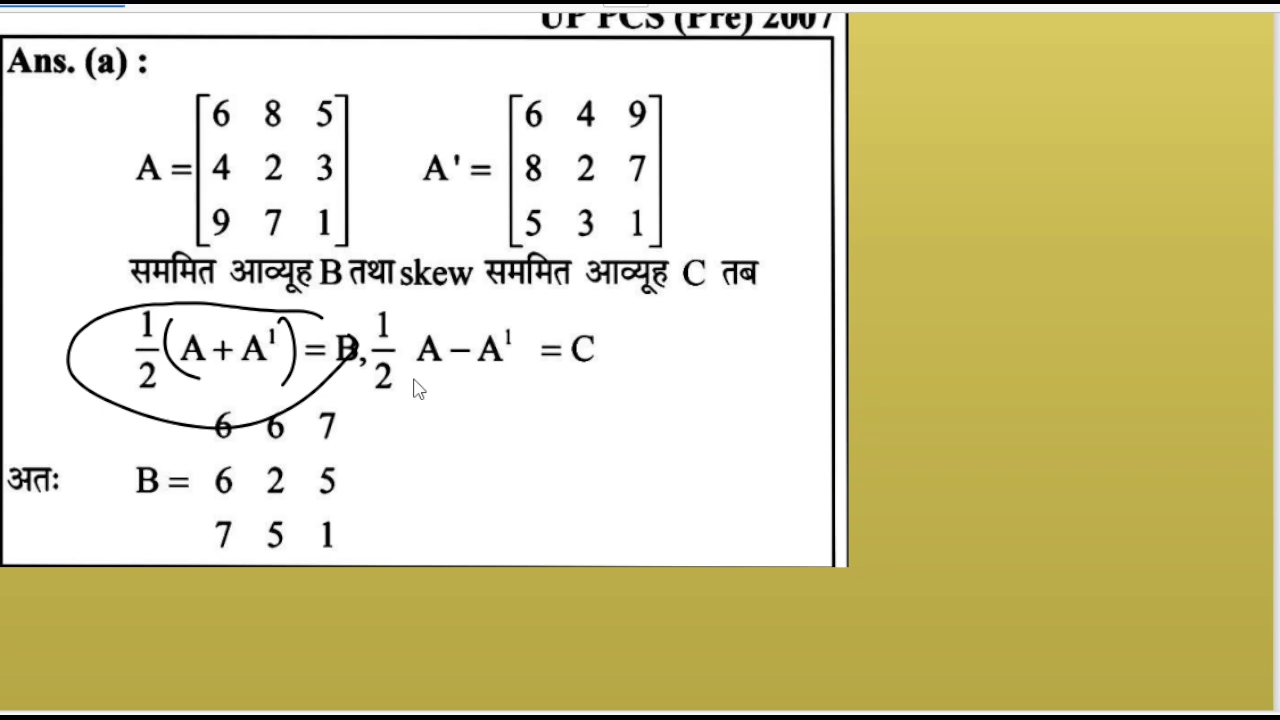 UP PCS (Pre) 2007
Ans. (a) :
A = [6 8 5 A' = [6 4 9
4 2 3 8 2 7
9 7 1] 5 3 1]
सममित आव्यूह B तथा skew सममित आव्यूह C तब
1/2 (A + A¹) = B, 1/2 A – A¹ = C
6 6 7
अतः B = 6 2 5
7 5 1